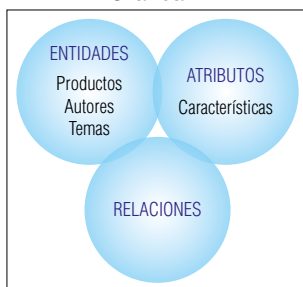 ENTIDADES
Productos
Autores
Temas
ATRIBUTOS
Características
RELACIONES